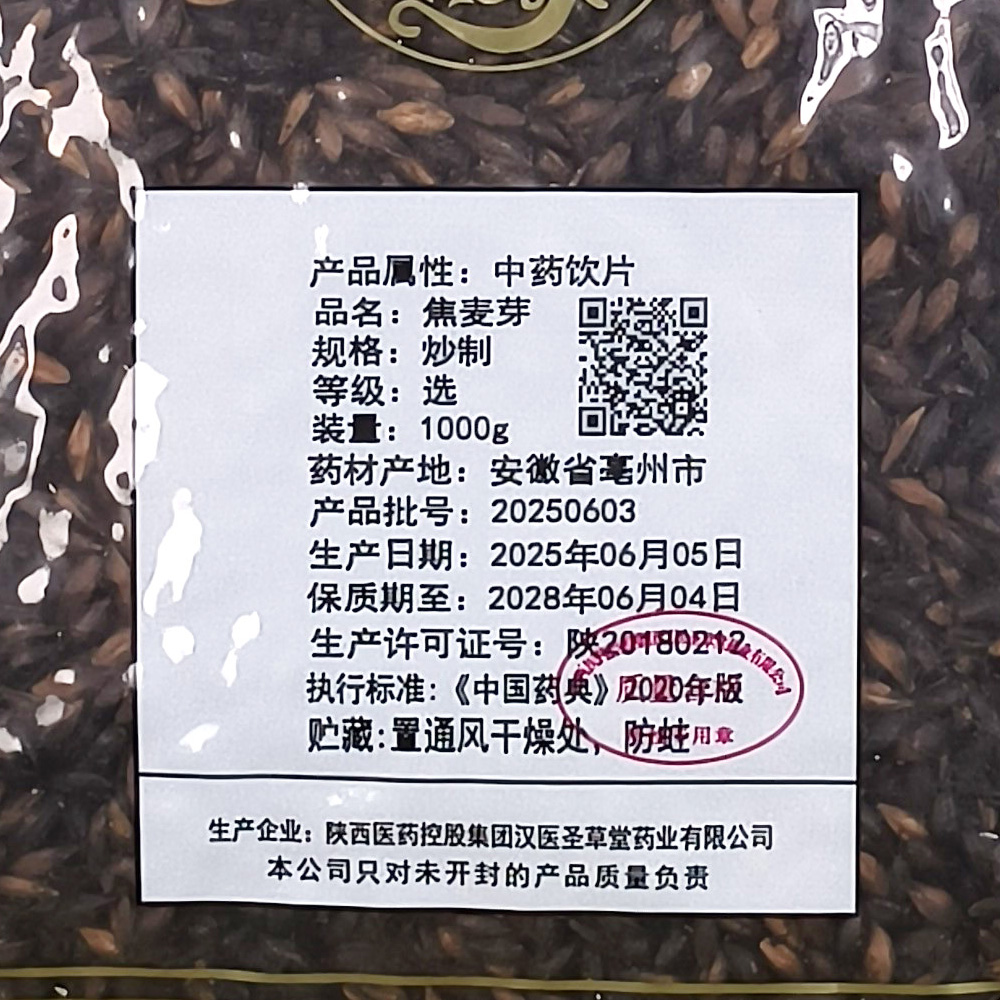 产品属性：中药饮片
品名：焦麦芽
规格：炒制
等级：选
装量：1000g
药材产地：安徽省亳州市
产品批号：20250603
生产日期：2025年06月05日
保质期至：2028年06月04日
生产许可证号：陕20180212
执行标准：《中国药典》2020年版
贮藏：置通风干燥处，防蛀
用章
生产企业：陕西医药控股集团汉医圣草堂药业有限公司
本公司只对未开封的产品质量负责